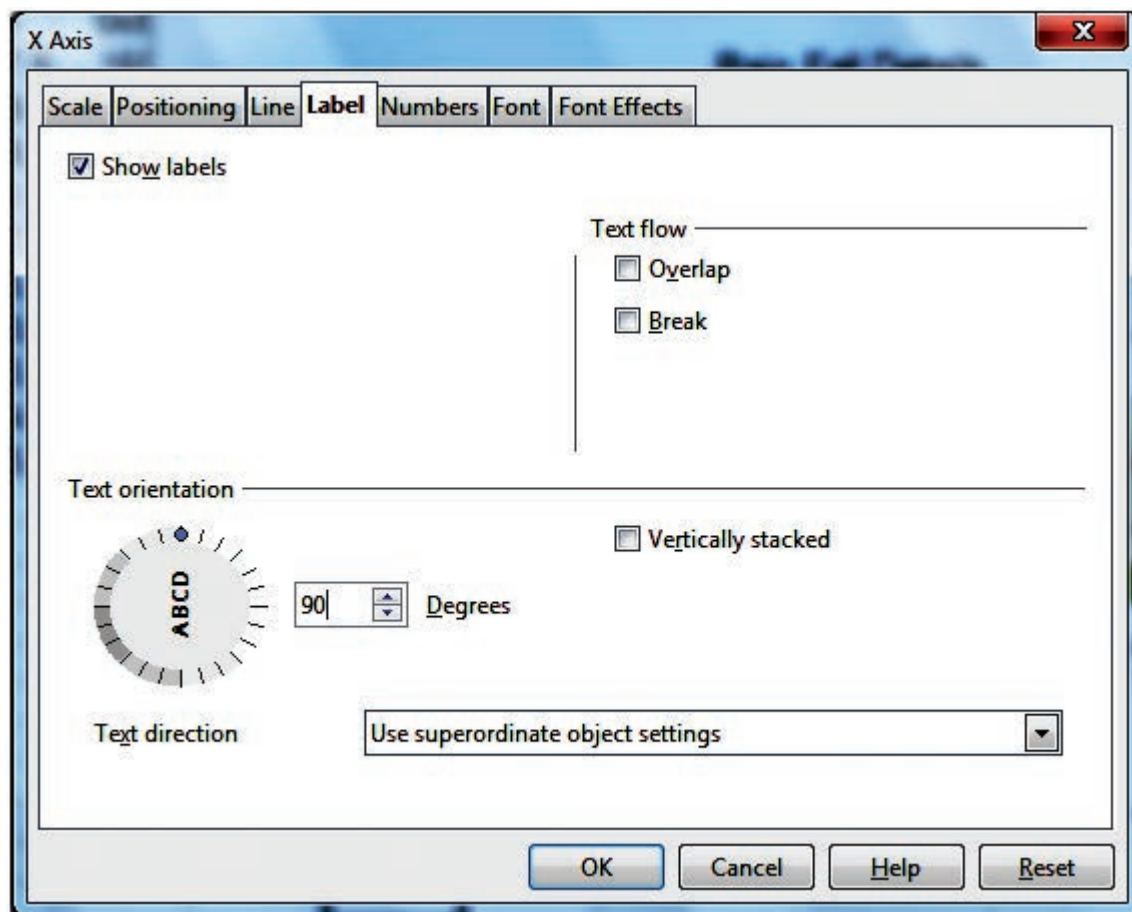 X Axis
X
Scale Positioning Line Label Numbers Font Font Effects
Show labels
Text flow
Overlap
Break
Text orientation
Vertically stacked
ABCD
90 Degrees
Text direction Use superordinate object settings
OK Cancel Help Reset